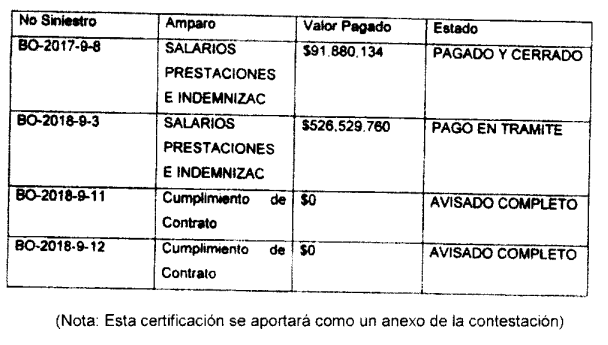 No Siniestro Amparo Valor Pagado Estado
BO-2017-9-8 SALARIOS $91.880.134 PAGADO Y CERRADO
PRESTACIONES
E INDEMNIZAC
BO-2018-9-3 SALARIOS $526.529.760 PAGO EN TRAMITE
PRESTACIONES
E INDEMNIZAC
BO-2018-9-11 Cumplimiento de $0 AVISADO COMPLETO
Contrato
BO-2018-9-12 Cumplimiento de $0 AVISADO COMPLETO
Contrato
(Nota: Esta certificación se aportará como un anexo de la contestación)